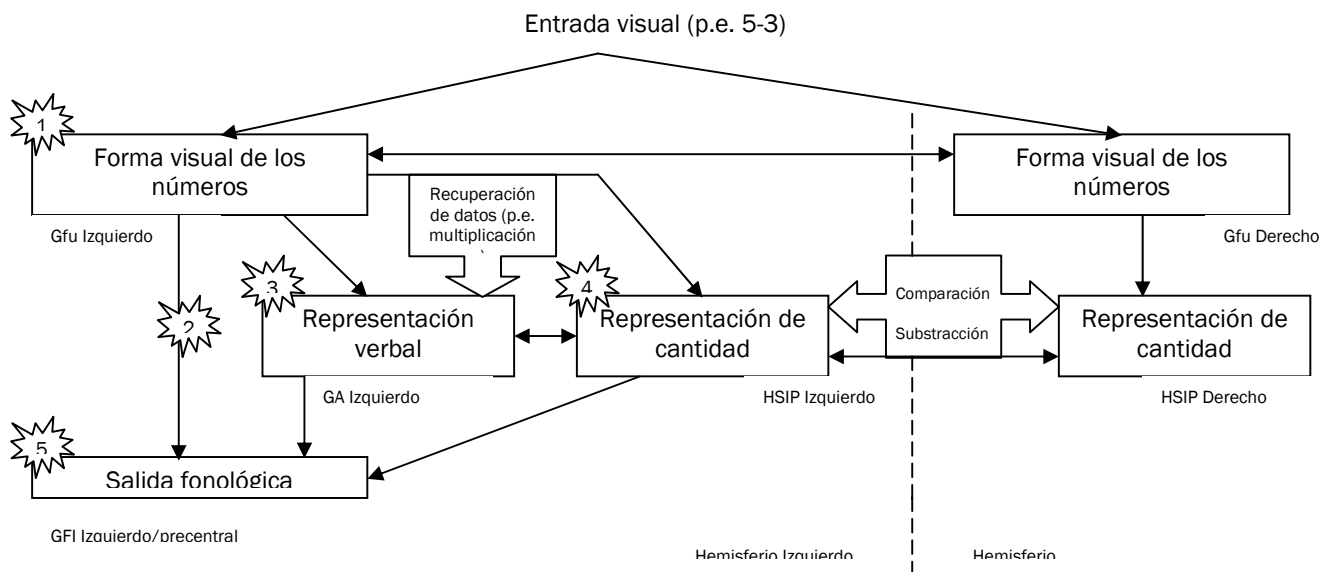 Entrada visual (p.e. 5-3)
1
Forma visual de los
números
Forma visual de los
números
Recuperación
de datos (p.e.
multiplicación
)
Gfu Izquierdo
Gfu Derecho
2
3
4
Representación
verbal
Representación de
cantidad
Comparación
Substracción
Representación de
cantidad
GA Izquierdo
HSIP Izquierdo
HSIP Derecho
5
Salida fonológica
GFI Izquierdo/precentral
Hemisferio Izquierdo
Hemisferio